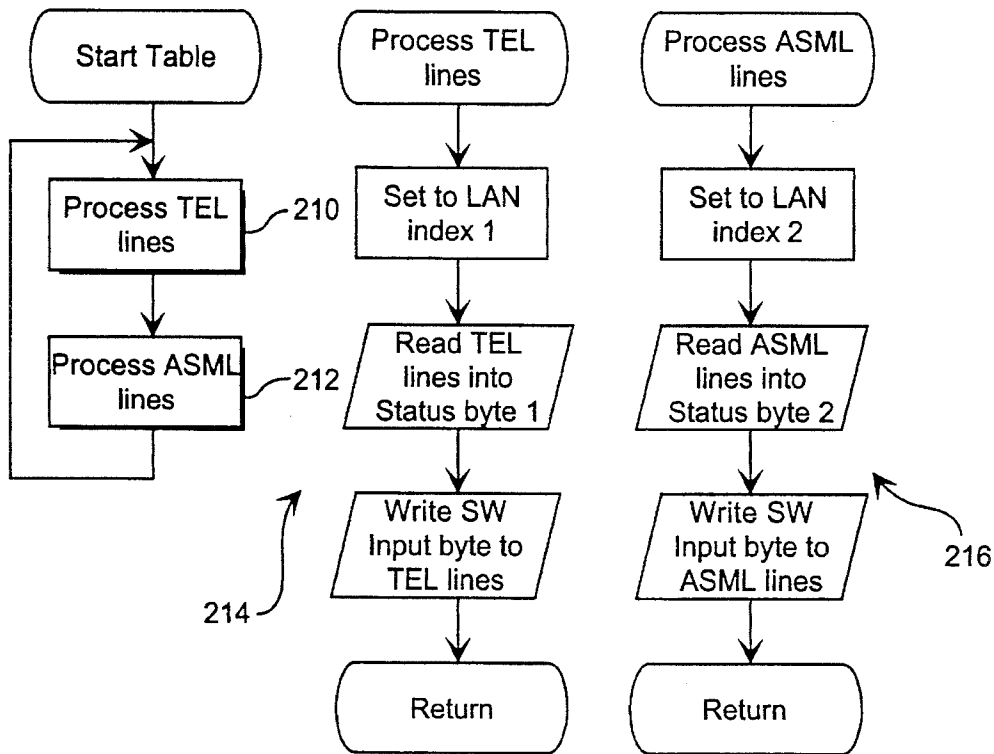 Start Table
Process TEL
lines
210
Process ASML
lines
212
Process TEL
lines
Set to LAN
index 1
Read TEL
lines into
Status byte 1
Write SW
Input byte to
TEL lines
214
Return
Process ASML
lines
Set to LAN
index 2
Read ASML
lines into
Status byte 2
Write SW
Input byte to
ASML lines
216
Return